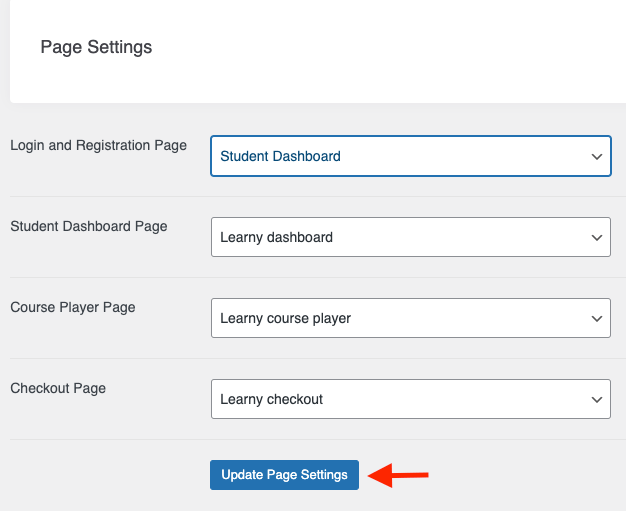 Page Settings
Login and Registration Page
Student Dashboard
Student Dashboard Page
Learny dashboard
Course Player Page
Learny course player
Checkout Page
Learny checkout
Update Page Settings